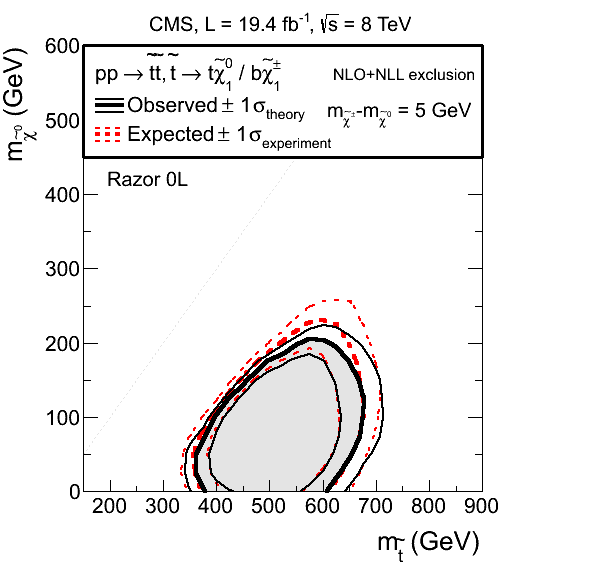 CMS, L = 19.4 fb⁻¹, √s = 8 TeV
pp → t̃t̃, t̃ → tχ̃⁰₁ / bχ̃±₁ NLO+NLL exclusion
Observed ± 1σtheory m_χ̃± - m_χ̃⁰ = 5 GeV
Expected ± 1σexperiment
Razor 0L
m_χ̃⁰ (GeV)
600
500
400
300
200
100
0
200 300 400 500 600 700 800 900
m_t̃ (GeV)